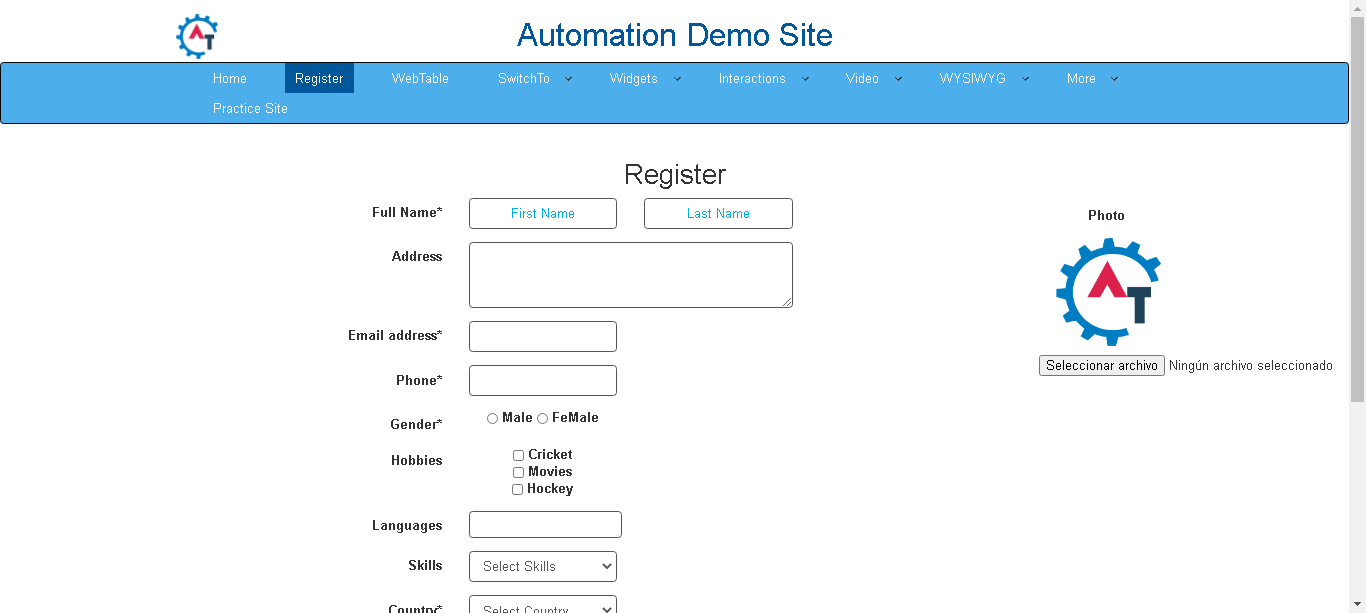 Automation Demo Site
Home Register WebTable SwitchTo Widgets Interactions Video WYSIWYG More
Practice Site
Register
Full Name* First Name Last Name
Photo
Address
Email address*
Seleccionar archivo Ningún archivo seleccionado
Phone*
Gender* Male FeMale
Hobbies Cricket
Movies
Hockey
Languages
Skills Select Skills
Country* Select Country